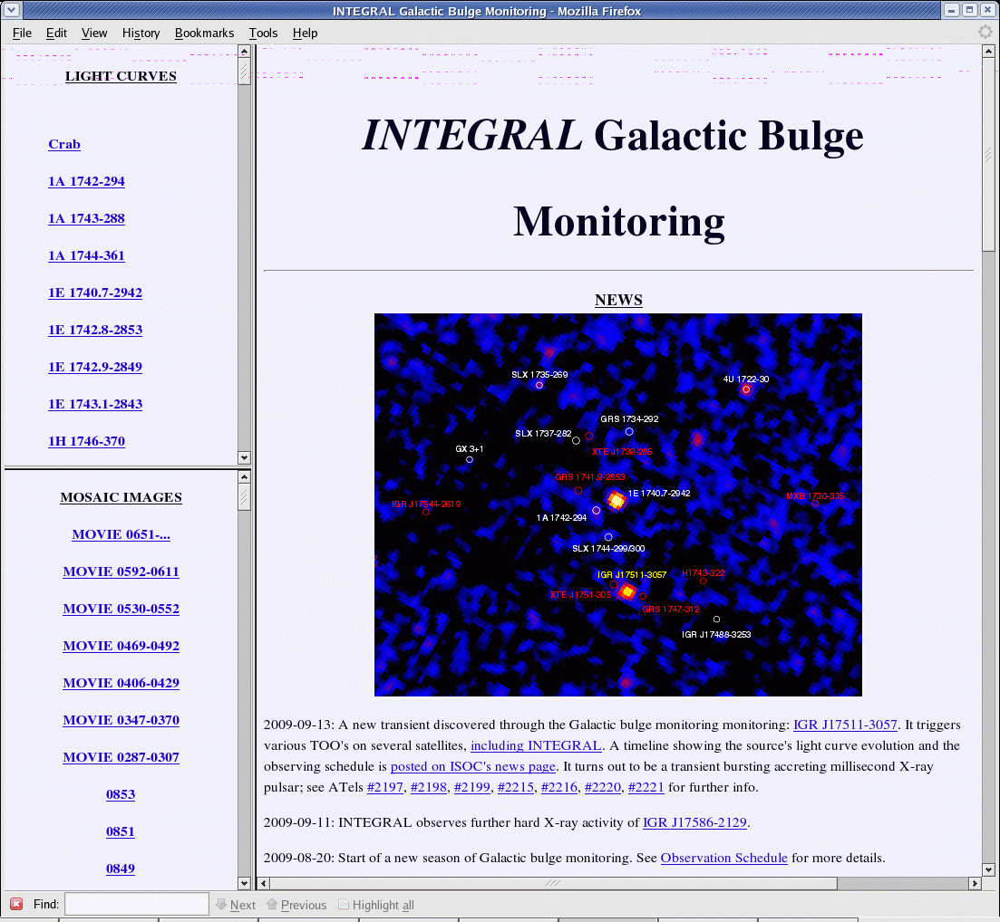 INTEGRAL Galactic Bulge Monitoring - Mozilla Firefox
File Edit View History Bookmarks Tools Help
LIGHT CURVES
Crab
1A 1742-294
1A 1743-288
1A 1744-361
1E 1740.7-2942
1E 1742.8-2853
1E 1742.9-2849
1E 1743.1-2843
1H 1746-370
MOSAIC IMAGES
MOVIE 0651-...
MOVIE 0592-0611
MOVIE 0530-0552
MOVIE 0469-0492
MOVIE 0406-0429
MOVIE 0347-0370
MOVIE 0287-0307
0853
0851
0849
INTEGRAL Galactic Bulge
Monitoring
NEWS
SLX 1735-269
4U 1722-30
GRS 1734-292
SLX 1737-282
XTE J1739-285
GX 3+1
GRS 1741.9-2853
1E 1740.7-2942
MXB 1730-335
IGR J17544-2619
1A 1742-294
SLX 1744-299/300
IGR J17511-3057
H1743-322
XTE J1751-305
GRS 1747-312
IGR J17488-3253
2009-09-13: A new transient discovered through the Galactic bulge monitoring monitoring: IGR J17511-3057. It triggers
various TOO's on several satellites, including INTEGRAL. A timeline showing the source's light curve evolution and the
observing schedule is posted on ISOC's news page. It turns out to be a transient bursting accreting millisecond X-ray
pulsar; see ATels #2197, #2198, #2199, #2215, #2216, #2220, #2221 for further info.
2009-09-11: INTEGRAL observes further hard X-ray activity of IGR J17586-2129.
2009-08-20: Start of a new season of Galactic bulge monitoring. See Observation Schedule for more details.
Find: Next Previous Highlight all